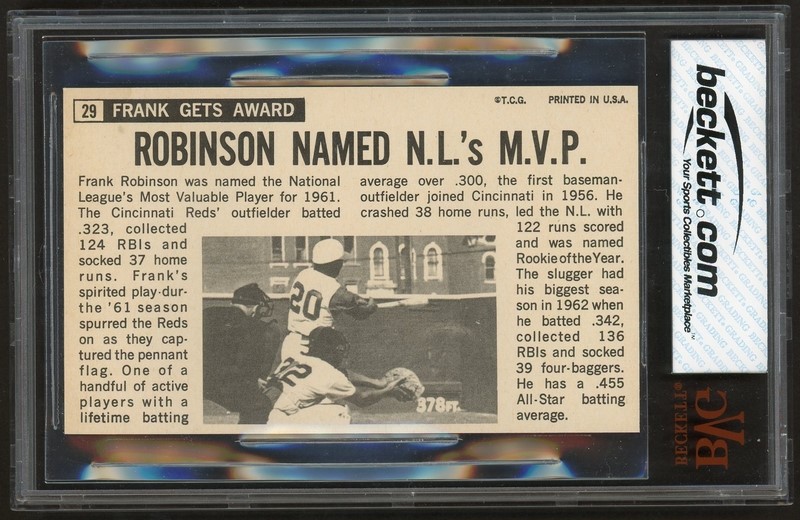 29 FRANK GETS AWARD
©T.C.G. PRINTED IN U.S.A.
ROBINSON NAMED N.L.'s M.V.P.
Frank Robinson was named the National
League's Most Valuable Player for 1961.
The Cincinnati Reds' outfielder batted
.323, collected
124 RBIs and
socked 37 home
runs. Frank's
spirited play dur-
the '61 season
spurred the Reds
on as they cap-
tured the pennant
flag. One of a
handful of active
players with a
lifetime batting
average over .300, the first baseman-
outfielder joined Cincinnati in 1956. He
crashed 38 home runs, led the N.L. with
122 runs scored
and was named
Rookie of the Year.
The slugger had
his biggest sea-
son in 1962 when
he batted .342,
collected 136
RBIs and socked
39 four-baggers.
He has a .455
All-Star batting
average.
20
378FT.
beckett.com
Your Sports Collectibles Marketplace™
BECKETT®
BVG